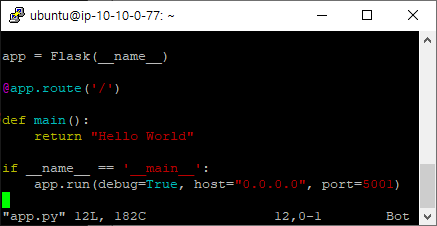 ubuntu@ip-10-10-0-77: ~
app = Flask(__name__)
@app.route('/')
def main():
    return "Hello World"
if __name__ == '__main__':
    app.run(debug=True, host="0.0.0.0", port=5001)
"app.py" 12L, 182C 12,0-1 Bot